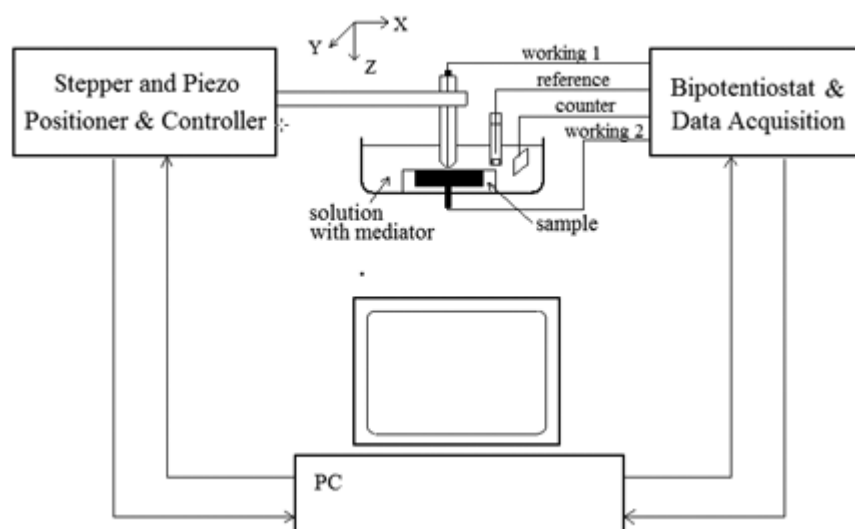 X
Y
Z
Stepper and Piezo
Positioner & Controller
working 1
reference
counter
working 2
Bipotentiostat &
Data Acquisition
solution
with mediator
sample
PC